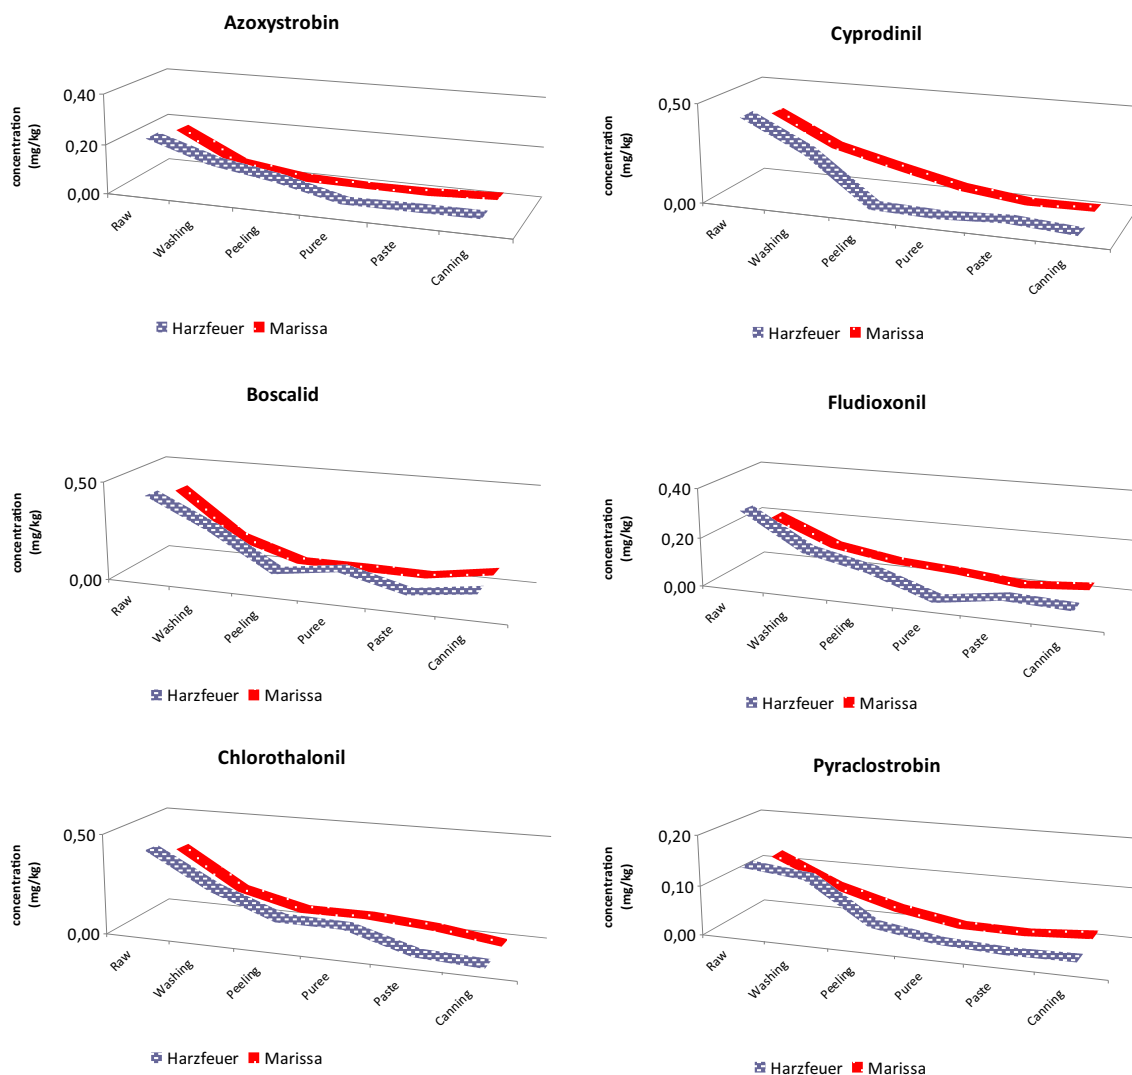 Azoxystrobin
concentration
(mg/kg)
0,40
0,20
0,00
Raw
Washing
Peeling
Puree
Paste
Canning
Harzfeuer Marissa
Cyprodinil
concentration
(mg/kg)
0,50
0,00
Raw
Washing
Peeling
Puree
Paste
Canning
Harzfeuer Marissa
Boscalid
concentration
(mg/kg)
0,50
0,00
Raw
Washing
Peeling
Puree
Paste
Canning
Harzfeuer Marissa
Fludioxonil
concentration
(mg/kg)
0,40
0,20
0,00
Raw
Washing
Peeling
Puree
Paste
Canning
Harzfeuer Marissa
Chlorothalonil
concentration
(mg/kg)
0,50
0,00
Raw
Washing
Peeling
Puree
Paste
Canning
Harzfeuer Marissa
Pyraclostrobin
concentration
(mg/kg)
0,20
0,10
0,00
Raw
Washing
Peeling
Puree
Paste
Canning
Harzfeuer Marissa